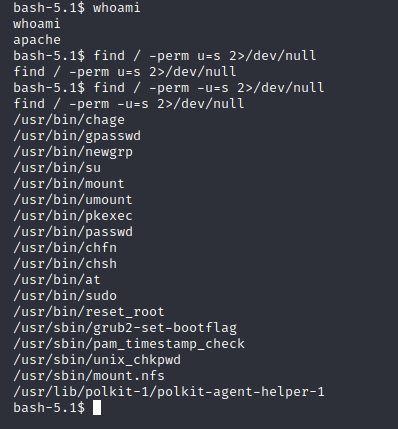 bash-5.1$ whoami
whoami
apache
bash-5.1$ find / -perm u=s 2>/dev/null
find / -perm u=s 2>/dev/null
bash-5.1$ find / -perm -u=s 2>/dev/null
find / -perm -u=s 2>/dev/null
/usr/bin/chage
/usr/bin/gpasswd
/usr/bin/newgrp
/usr/bin/su
/usr/bin/mount
/usr/bin/umount
/usr/bin/pkexec
/usr/bin/passwd
/usr/bin/chfn
/usr/bin/chsh
/usr/bin/at
/usr/bin/sudo
/usr/bin/reset_root
/usr/sbin/grub2-set-bootflag
/usr/sbin/pam_timestamp_check
/usr/sbin/unix_chkpwd
/usr/sbin/mount.nfs
/usr/lib/polkit-1/polkit-agent-helper-1
bash-5.1$